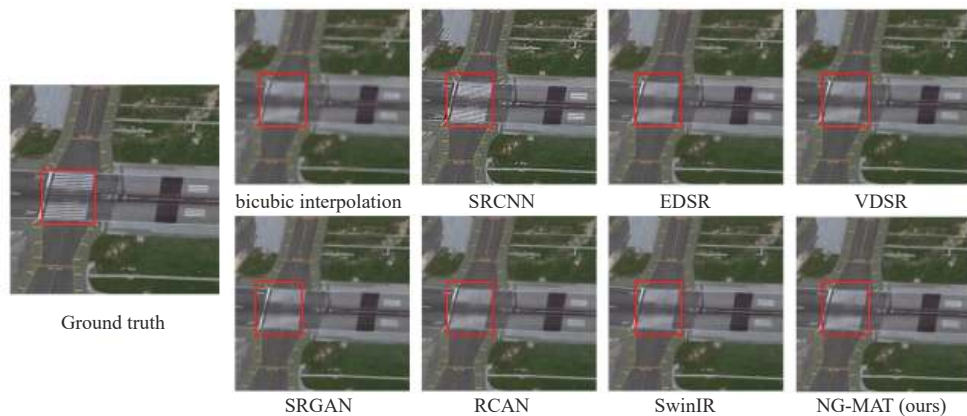 bicubic interpolation
SRCNN
EDSR
VDSR
Ground truth
SRGAN
RCAN
SwinIR
NG-MAT (ours)